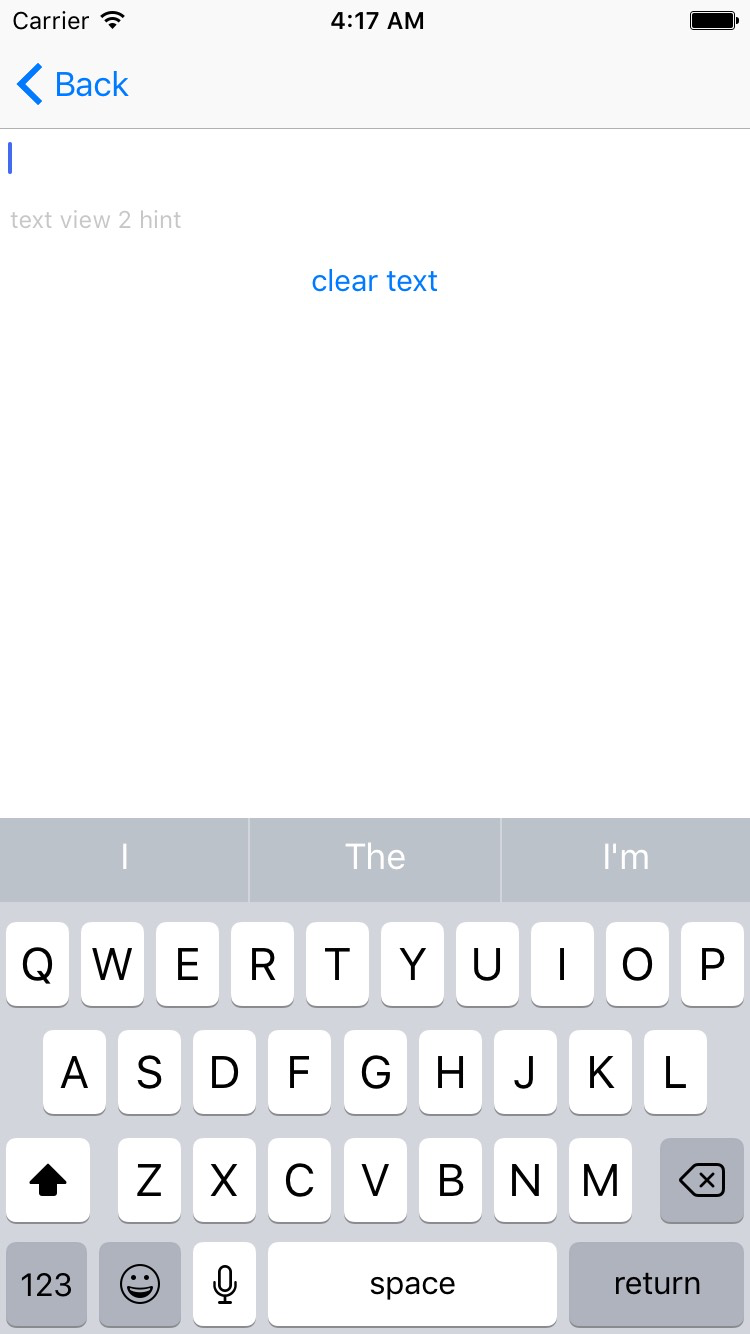 Carrier 4:17 AM
Back
text view 2 hint
clear text
I The I'm
Q W E R T Y U I O P
A S D F G H J K L
Z X C V B N M
123 space return